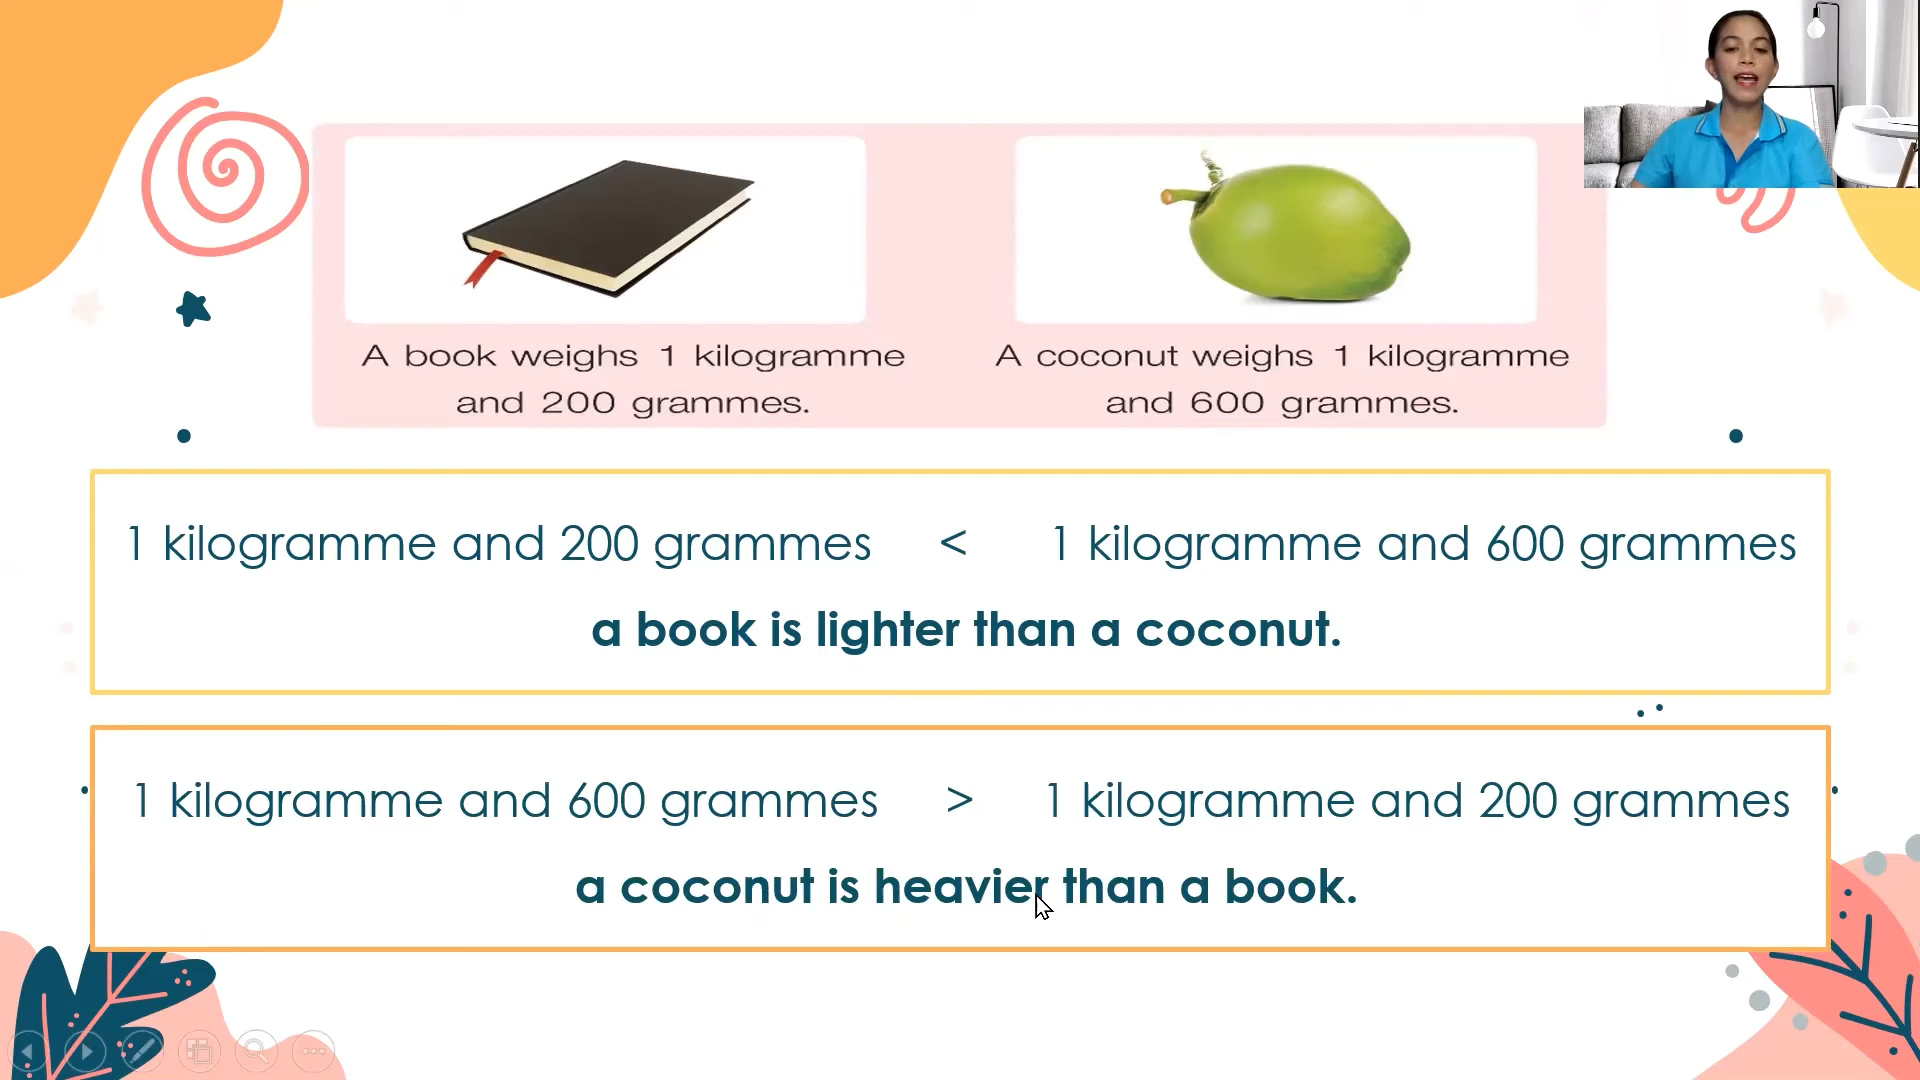 A book weighs 1 kilogramme
and 200 grammes.
A coconut weighs 1 kilogramme
and 600 grammes.
1 kilogramme and 200 grammes < 1 kilogramme and 600 grammes
a book is lighter than a coconut.
1 kilogramme and 600 grammes > 1 kilogramme and 200 grammes
a coconut is heavier than a book.